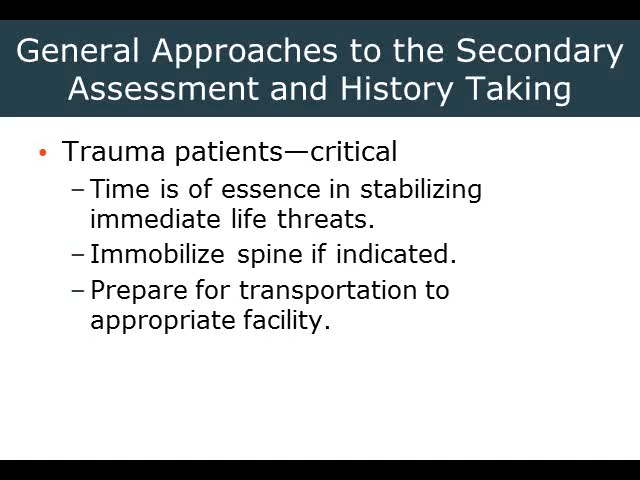 General Approaches to the Secondary
Assessment and History Taking
• Trauma patients—critical
– Time is of essence in stabilizing
immediate life threats.
– Immobilize spine if indicated.
– Prepare for transportation to
appropriate facility.